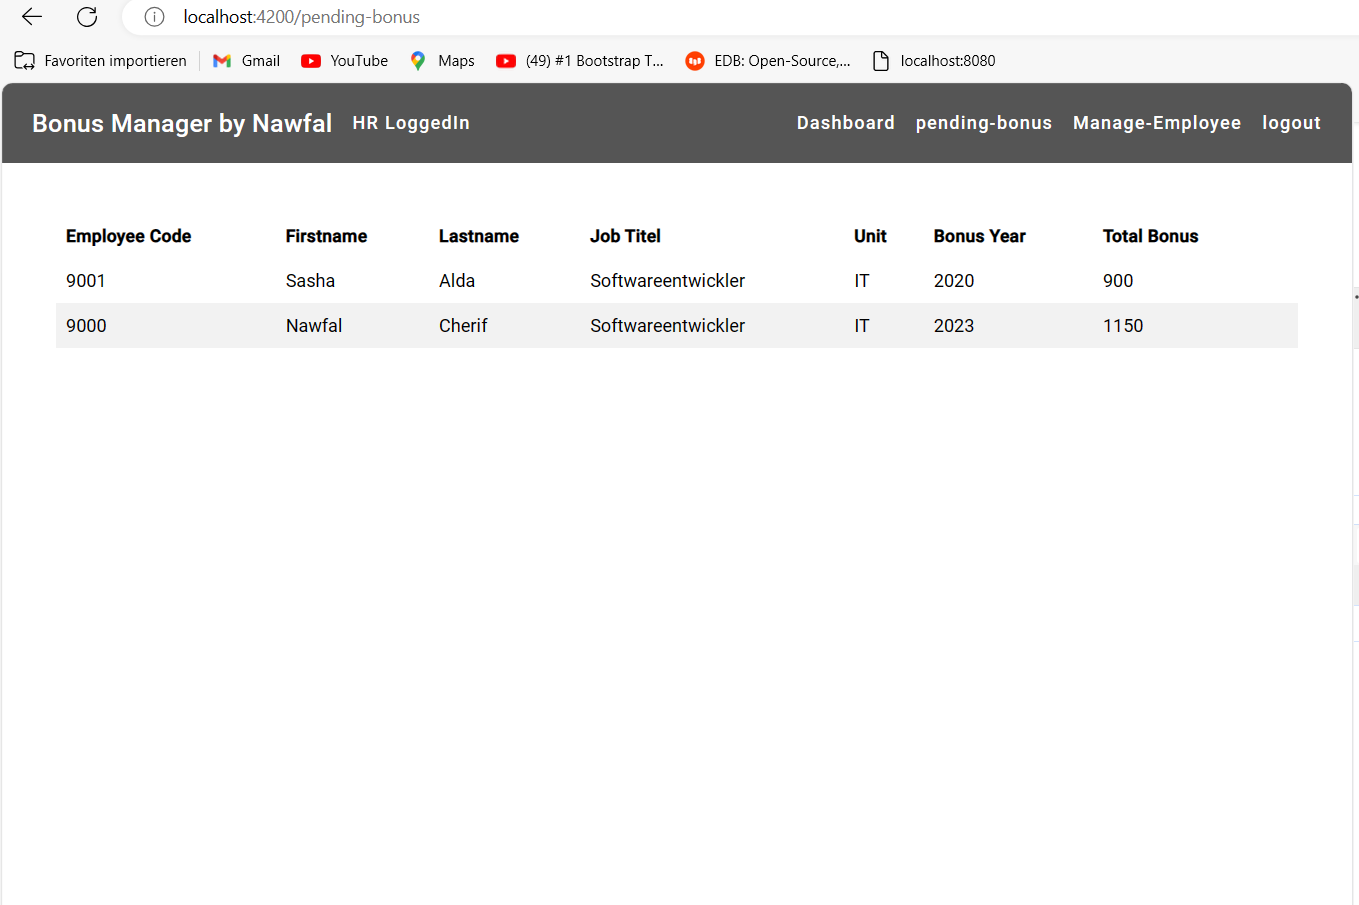 localhost:4200/pending-bonus
Favoriten importieren Gmail YouTube Maps (49) #1 Bootstrap T... EDB: Open-Source,... localhost:8080
Bonus Manager by Nawfal HR LoggedIn Dashboard pending-bonus Manage-Employee logout
Employee Code Firstname Lastname Job Titel Unit Bonus Year Total Bonus
9001 Sasha Alda Softwareentwickler IT 2020 900
9000 Nawfal Cherif Softwareentwickler IT 2023 1150